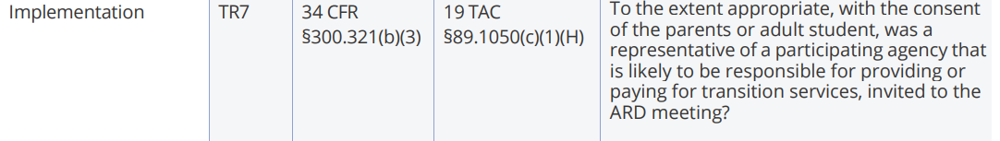 Implementation
TR7
34 CFR
§300.321(b)(3)
19 TAC
§89.1050(c)(1)(H)
To the extent appropriate, with the consent
of the parents or adult student, was a
representative of a participating agency that
is likely to be responsible for providing or
paying for transition services, invited to the
ARD meeting?